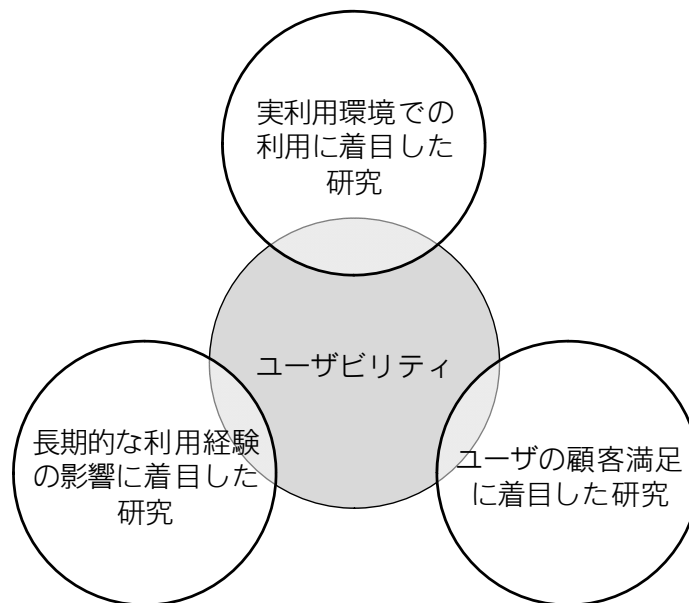 実利用環境での
利用に着目した
研究
ユーザビリティ
長期的な利用経験
の影響に着目した
研究
ユーザの顧客満足
に着目した研究